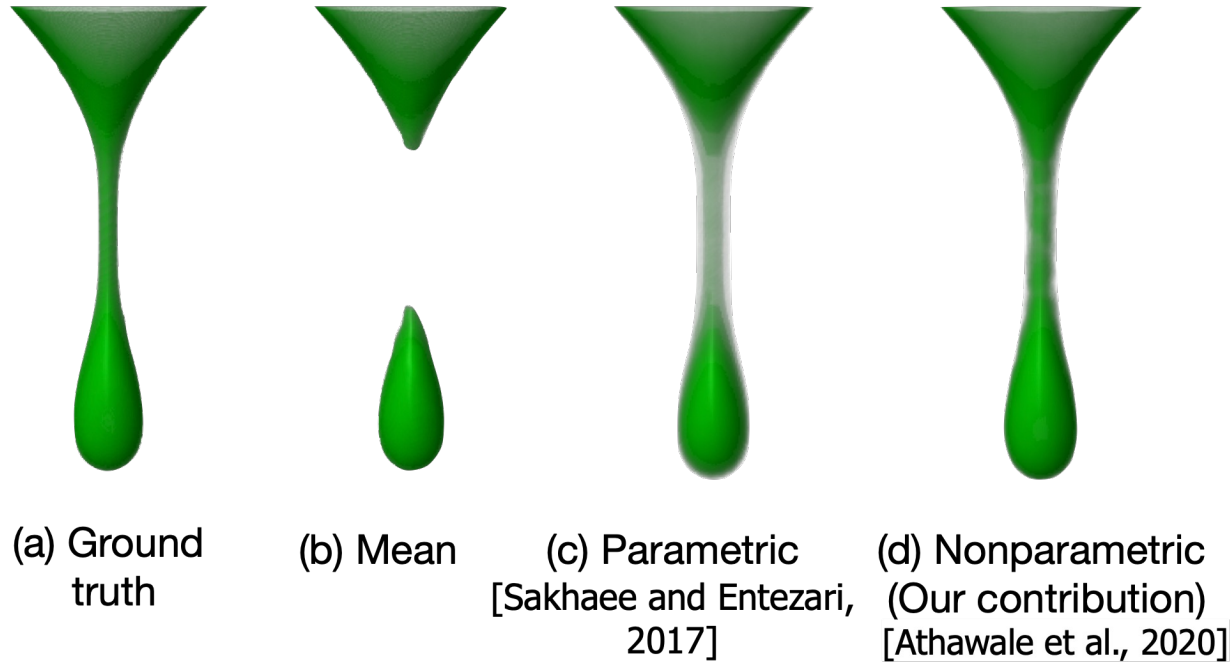 (a) Ground
truth
(b) Mean
(c) Parametric
[Sakhaee and Entezari,
2017]
(d) Nonparametric
(Our contribution)
[Athawale et al., 2020]